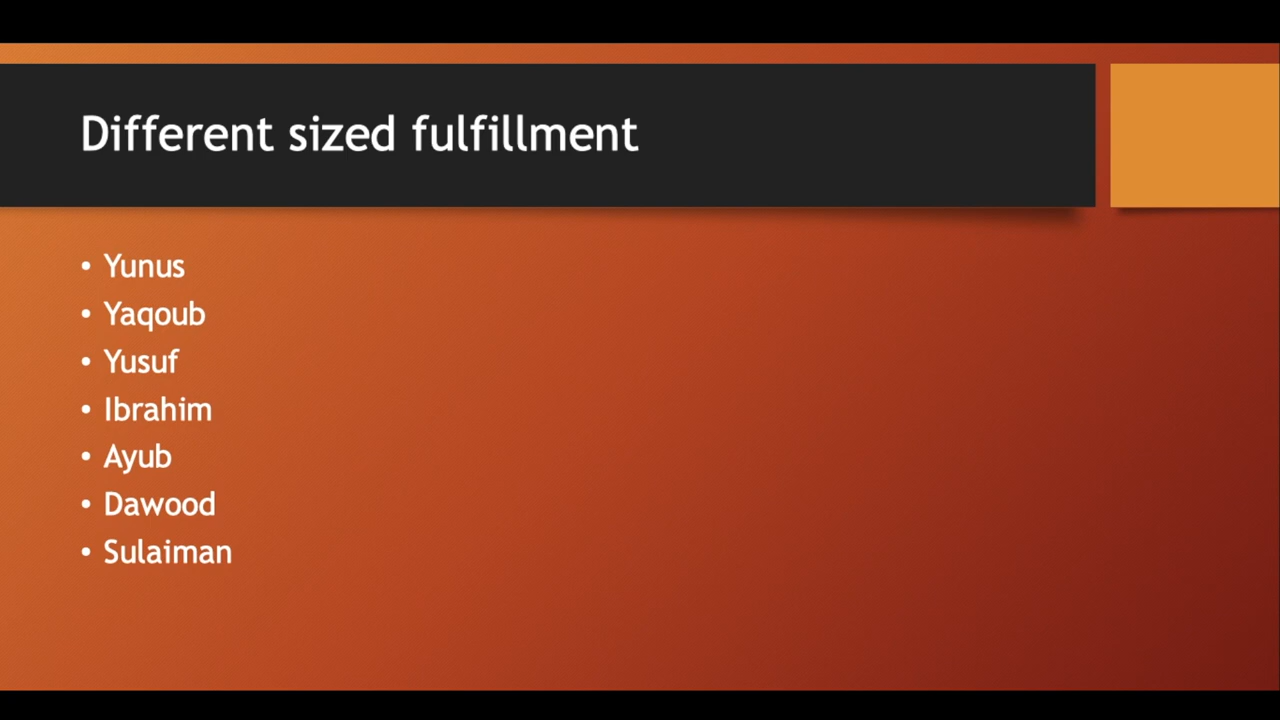 Different sized fulfillment
• Yunus
• Yaqoub
• Yusuf
• Ibrahim
• Ayub
• Dawood
• Sulaiman